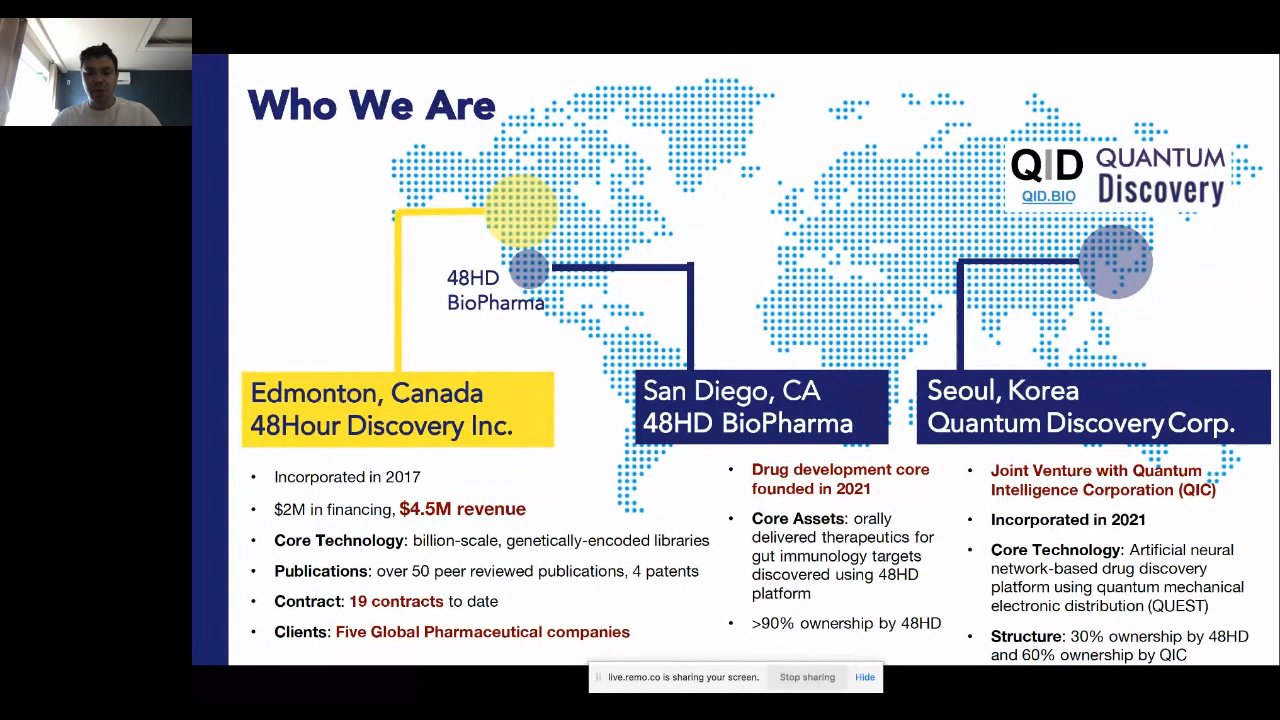 Who We Are
QID
QID.BIO
QUANTUM
Discovery
48HD
BioPharma
Edmonton, Canada
48Hour Discovery Inc.
• Incorporated in 2017
• $2M in financing, $4.5M revenue
• Core Technology: billion-scale, genetically-encoded libraries
• Publications: over 50 peer reviewed publications, 4 patents
• Contract: 19 contracts to date
• Clients: Five Global Pharmaceutical companies
San Diego, CA
48HD BioPharma
• Drug development core
founded in 2021
• Core Assets: orally
delivered therapeutics for
gut immunology targets
discovered using 48HD
platform
• >90% ownership by 48HD
Seoul, Korea
Quantum Discovery Corp.
• Joint Venture with Quantum
Intelligence Corporation (QIC)
• Incorporated in 2021
• Core Technology: Artificial neural
network-based drug discovery
platform using quantum mechanical
electronic distribution (QUEST)
• Structure: 30% ownership by 48HD
and 60% ownership by QIC
live.remo.co is sharing your screen.
Stop sharing
Hide